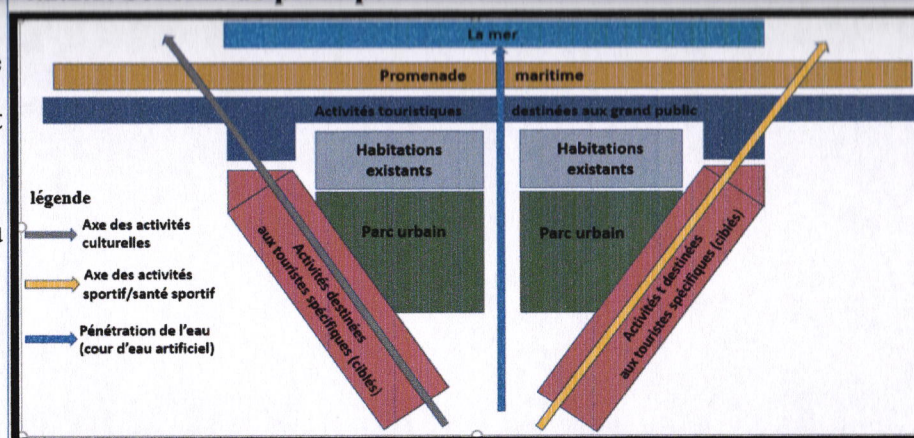 La mer
Promenade maritime
Activités touristiques destinées aux grand public
Habitations
existants
Habitations
existants
Parc urbain
Parc urbain
Activités destinées
aux touristes spécifiques (ciblés)
Activités t destinées
aux touristes spécifiques (ciblés)
légende
Axe des activités
culturelles
Axe des activités
sportif/santé sportif
Pénétration de l'eau
(cour d'eau artificiel)